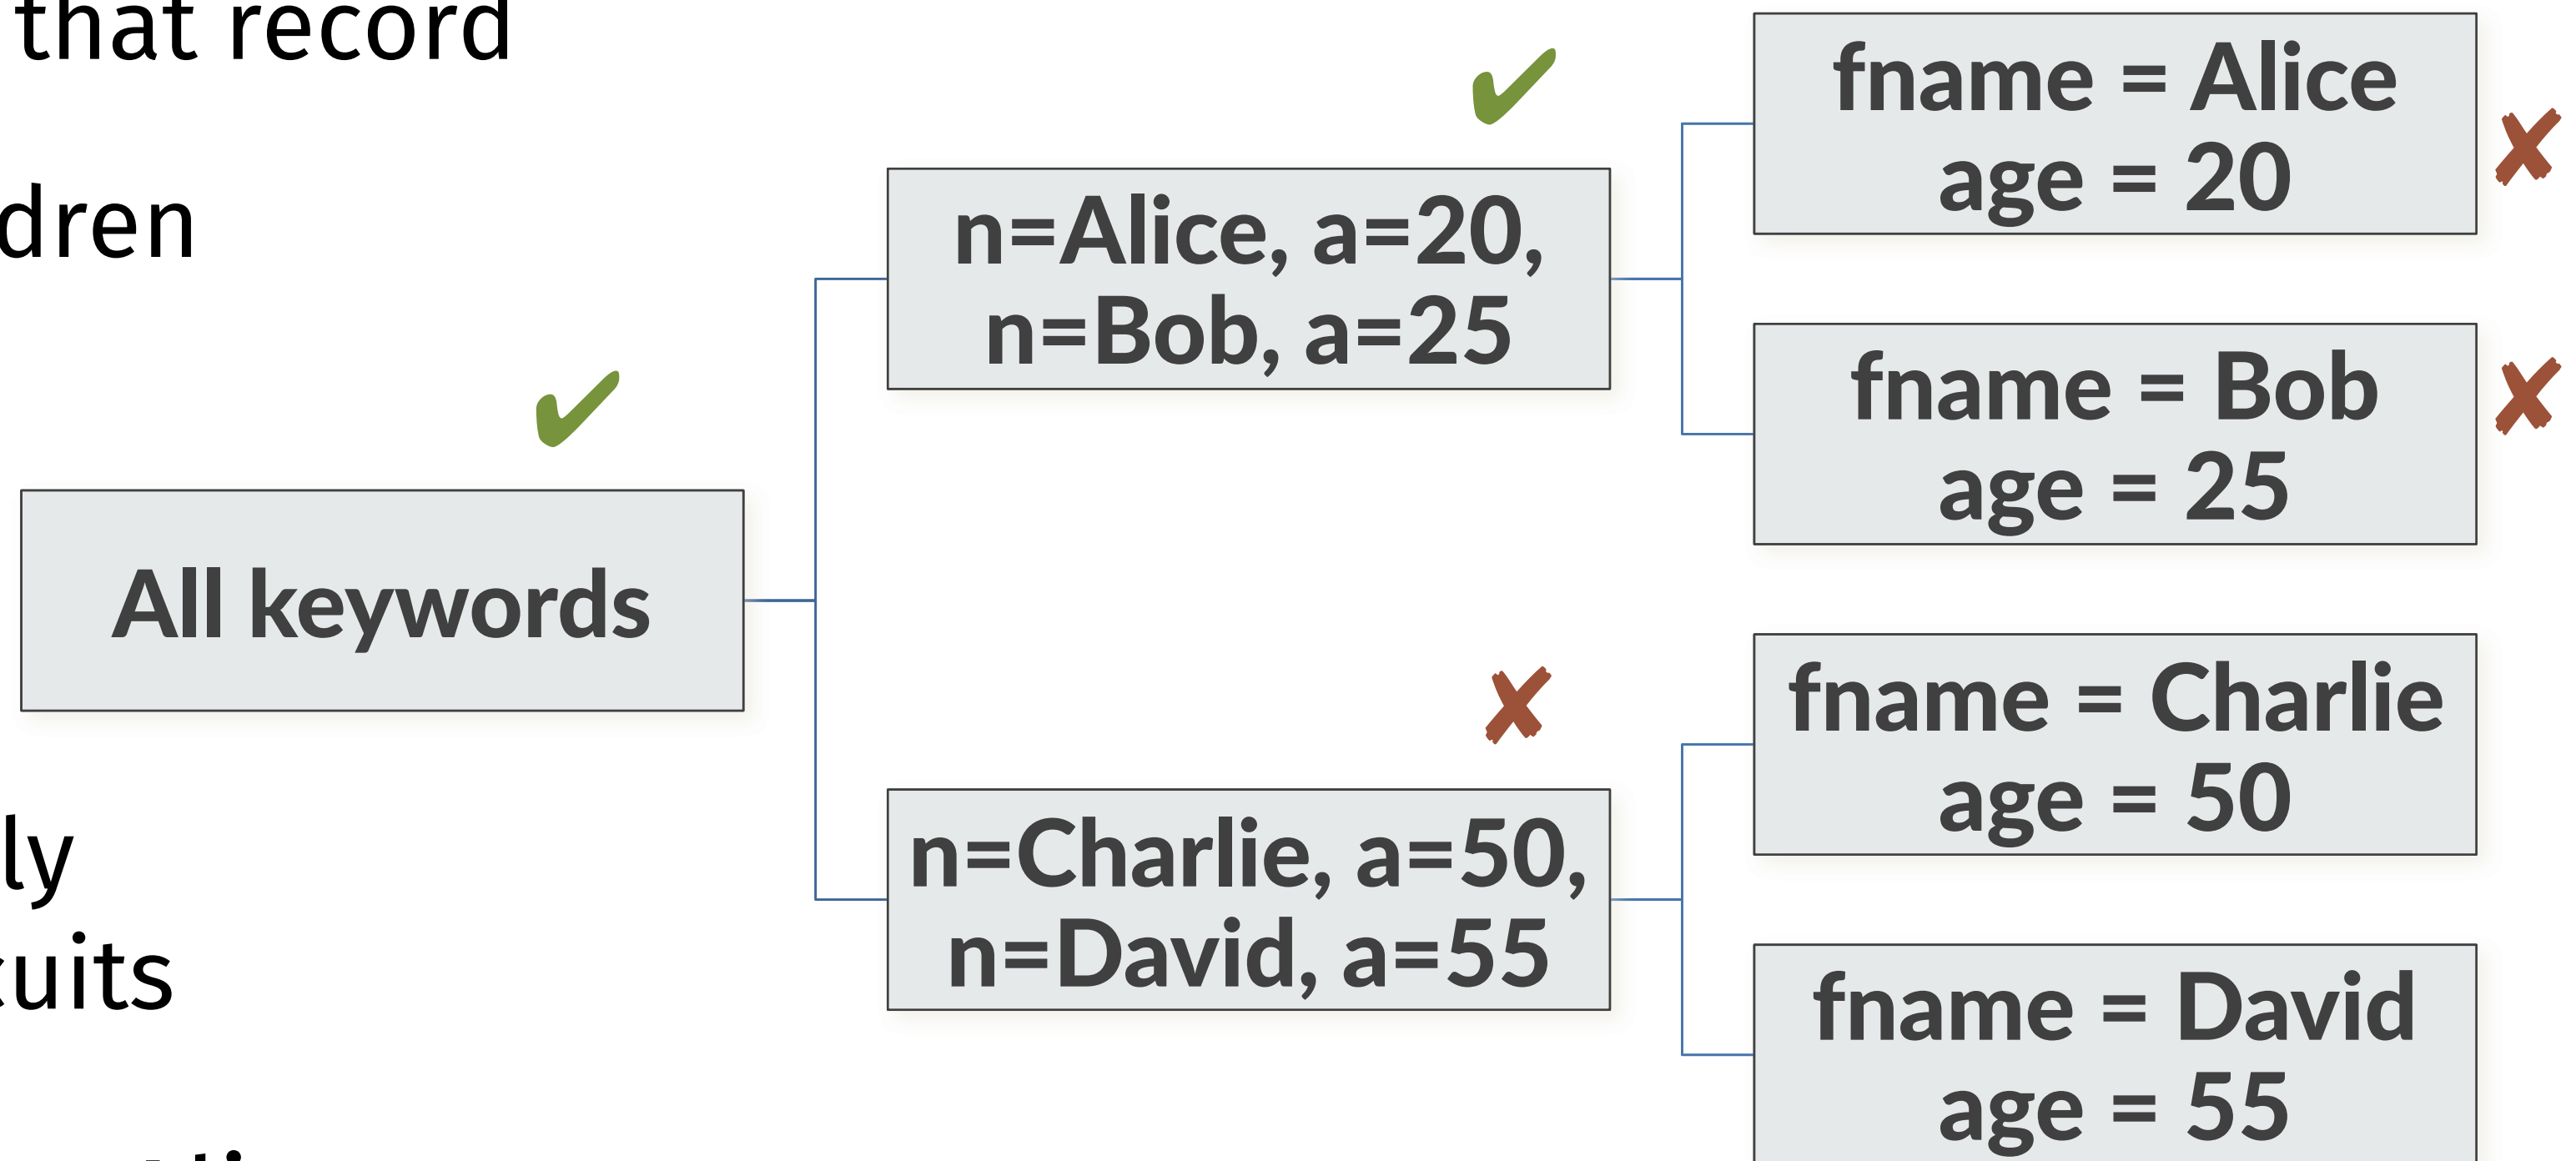 that record
dren
ly
cuits
All keywords
n=Alice, a=20,
n=Bob, a=25
n=Charlie, a=50,
n=David, a=55
fname = Alice
age = 20
fname = Bob
age = 25
fname = Charlie
age = 50
fname = David
age = 55